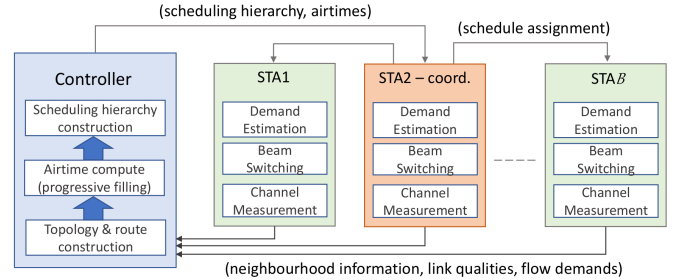 (scheduling hierarchy, airtimes)
(schedule assignment)
Controller
Scheduling hierarchy
construction
Airtime compute
(progressive filling)
Topology & route
construction
STA1
Demand
Estimation
Beam
Switching
Channel
Measurement
STA2 – coord.
Demand
Estimation
Beam
Switching
Channel
Measurement
STAB
Demand
Estimation
Beam
Switching
Channel
Measurement
(neighbourhood information, link qualities, flow demands)